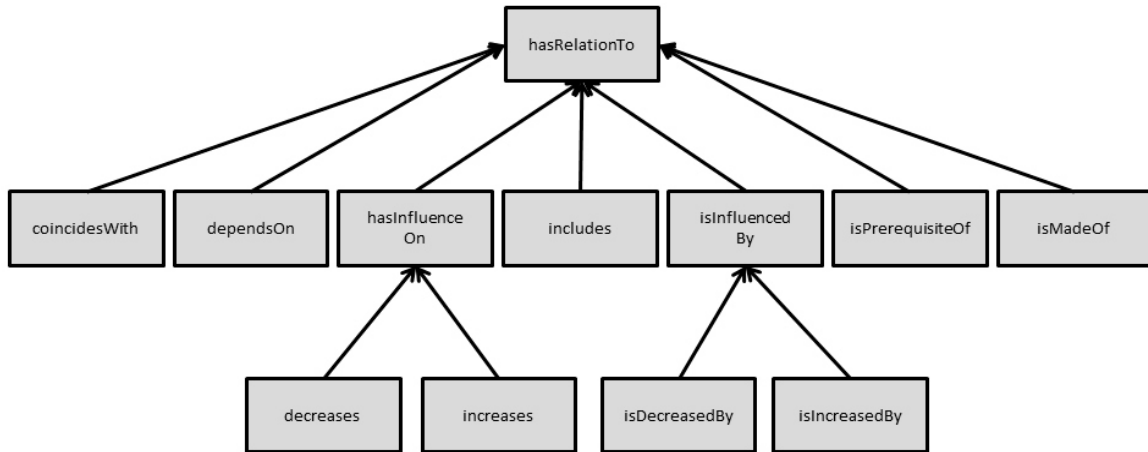 hasRelationTo
coincidesWith
dependsOn
hasInfluence
On
includes
isInfluenced
By
isPrerequisiteOf
isMadeOf
decreases
increases
isDecreasedBy
isIncreasedBy